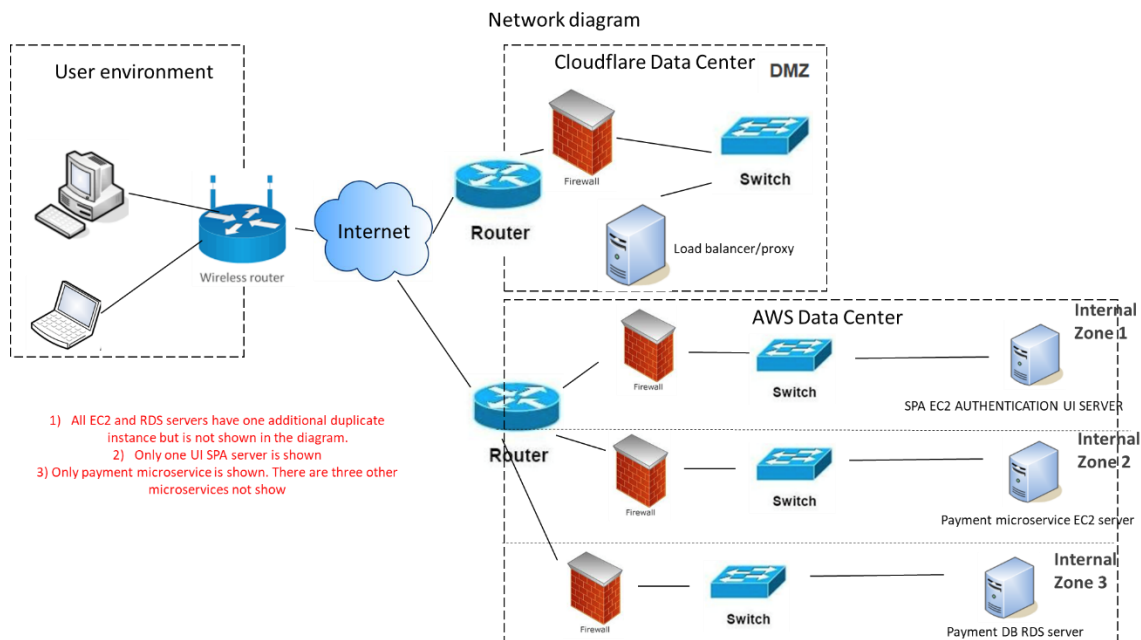 Network diagram
User environment
Wireless router
Internet
Cloudflare Data Center
DMZ
Firewall
Switch
Router
Load balancer/proxy
AWS Data Center
Internal
Zone 1
Firewall
Switch
SPA EC2 AUTHENTICATION UI SERVER
Router
Internal
Zone 2
Firewall
Switch
Payment microservice EC2 server
Internal
Zone 3
Firewall
Switch
Payment DB RDS server
1) All EC2 and RDS servers have one additional duplicate
instance but is not shown in the diagram.
2) Only one UI SPA server is shown
3) Only payment microservice is shown. There are three other
microservices not show